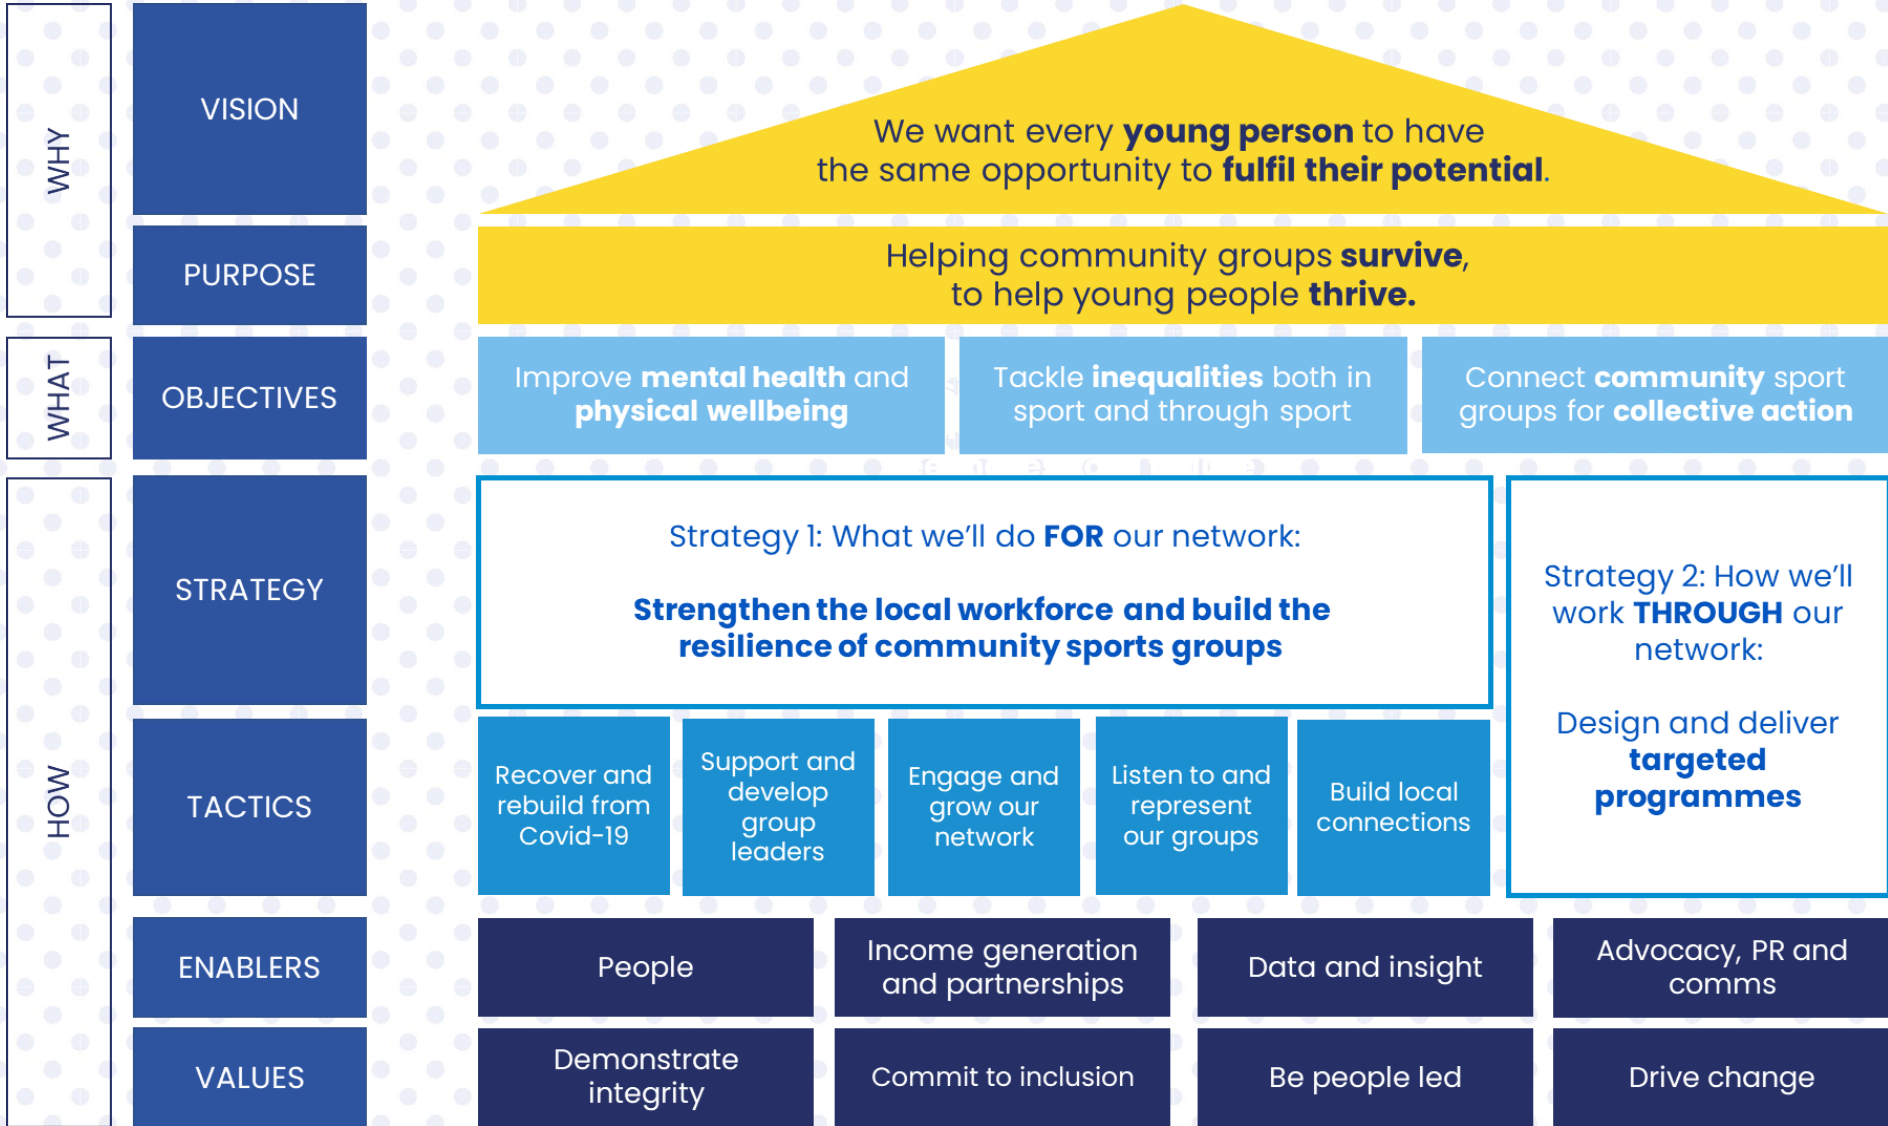 WHY
VISION
We want every young person to have
the same opportunity to fulfil their potential.
PURPOSE
Helping community groups survive,
to help young people thrive.
WHAT
OBJECTIVES
Improve mental health and
physical wellbeing
Tackle inequalities both in
sport and through sport
Connect community sport
groups for collective action
HOW
STRATEGY
Strategy 1: What we'll do FOR our network:
Strengthen the local workforce and build the
resilience of community sports groups
Strategy 2: How we'll
work THROUGH our
network:
Design and deliver
targeted
programmes
TACTICS
Recover and
rebuild from
Covid-19
Support and
develop
group
leaders
Engage and
grow our
network
Listen to and
represent
our groups
Build local
connections
ENABLERS
People
Income generation
and partnerships
Data and insight
Advocacy, PR and
comms
VALUES
Demonstrate
integrity
Commit to inclusion
Be people led
Drive change